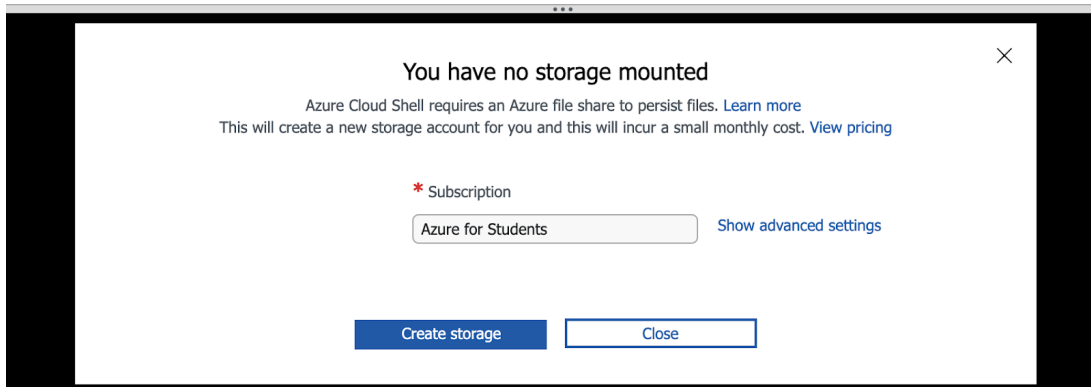 You have no storage mounted
Azure Cloud Shell requires an Azure file share to persist files. Learn more
This will create a new storage account for you and this will incur a small monthly cost. View pricing
* Subscription
Azure for Students
Show advanced settings
Create storage
Close